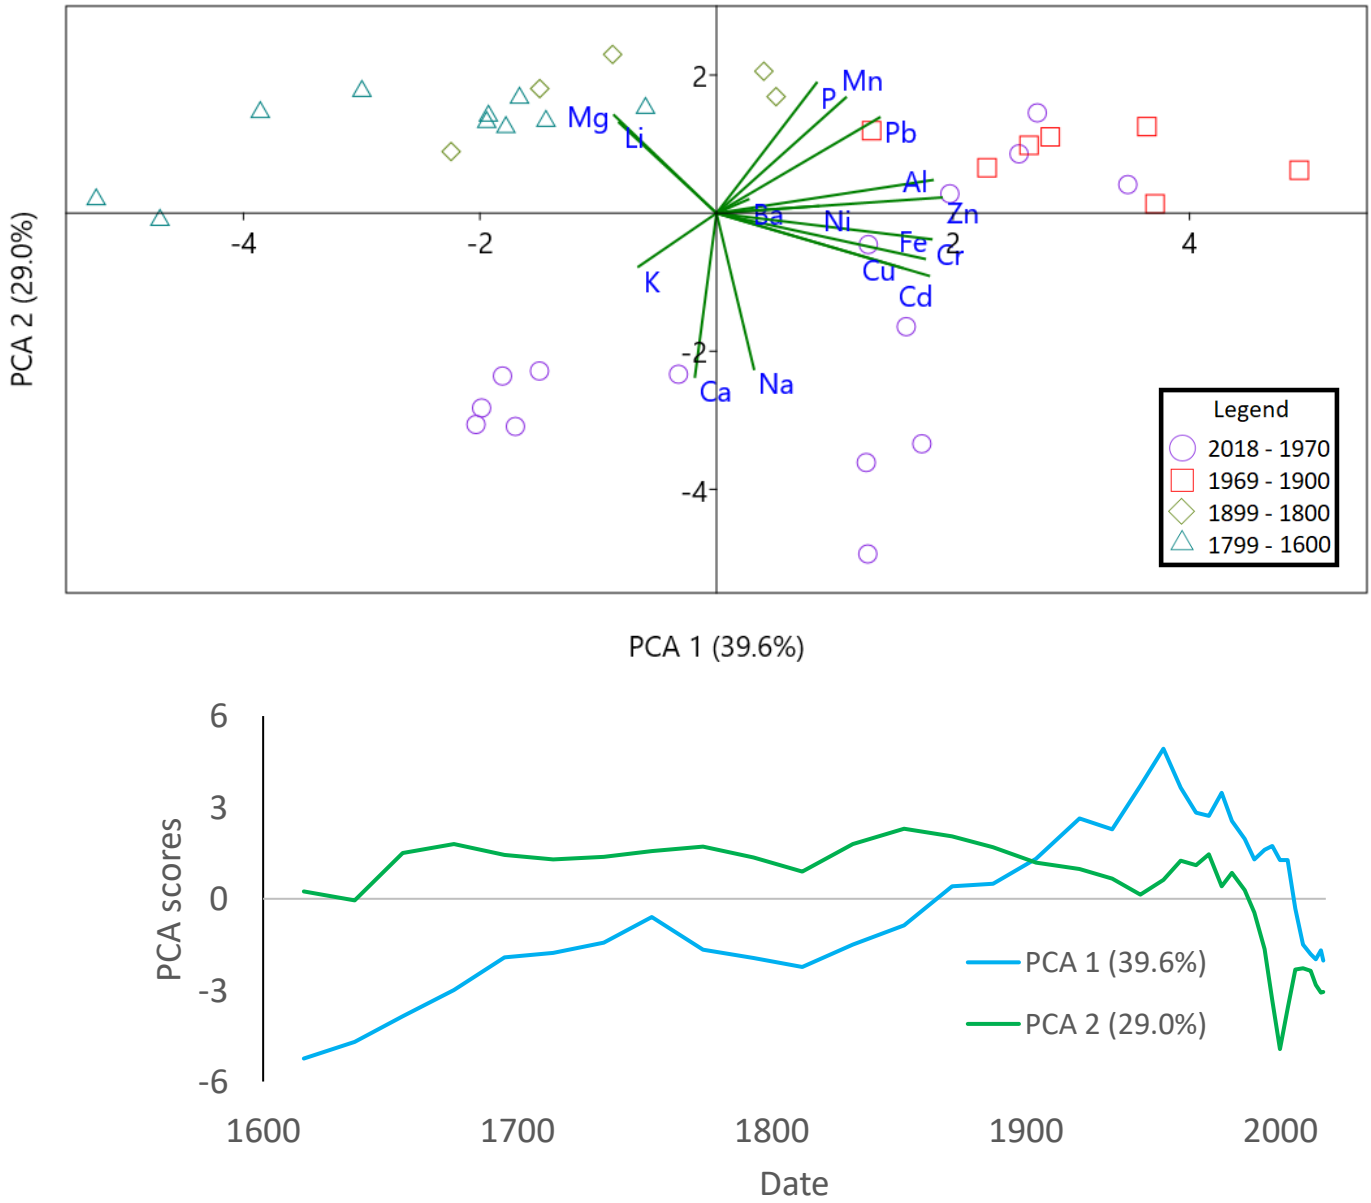 2
Mn
P
Mg
Pb
Li
Al
Ba
Zn
Ni
-4
-2
Fe
2
Cr
4
Cu
K
Cd
PCA 2 (29.0%)
-2
Ca
Na
-4
Legend
2018 - 1970
1969 - 1900
1899 - 1800
1799 - 1600
PCA 1 (39.6%)
6
3
0
-3
-6
PCA scores
PCA 1 (39.6%)
PCA 2 (29.0%)
1600
1700
1800
1900
2000
Date